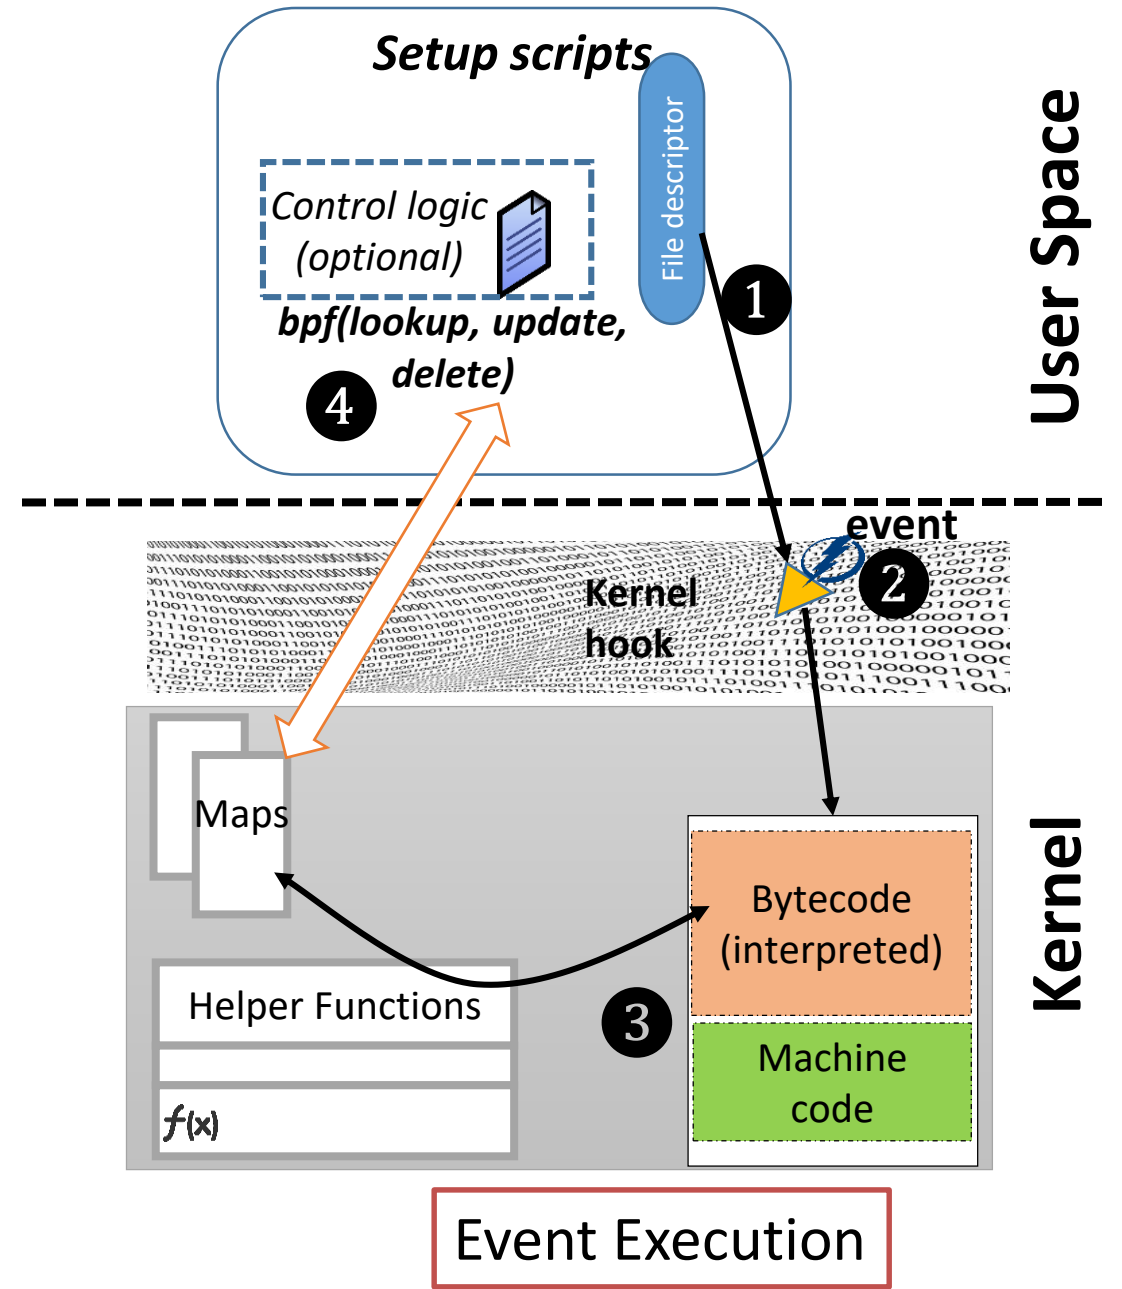 Setup scripts
File descriptor
Control logic
(optional)
bpf(lookup, update,
delete)
1
4
User Space
event
2
Kernel
hook
Maps
Bytecode
(interpreted)
Helper Functions
3
Machine
code
f(x)
Kernel
Event Execution